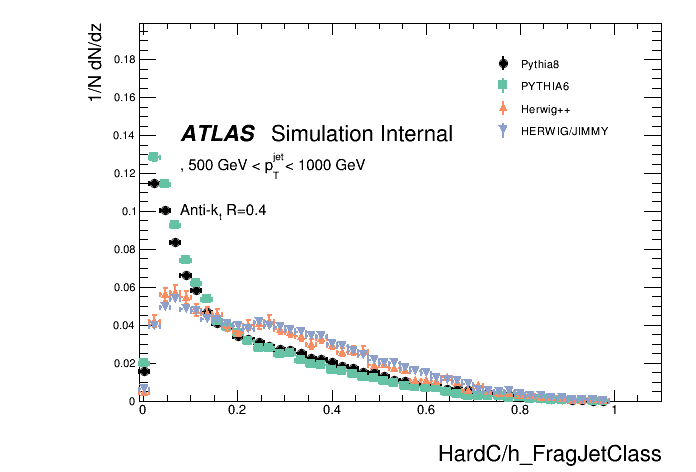 1/N dN/dz
0.18
0.16
0.14
0.12
0.1
0.08
0.06
0.04
0.02
0
Pythia8
PYTHIA6
Herwig++
HERWIG/JIMMY
ATLAS Simulation Internal
, 500 GeV < p_T^jet < 1000 GeV
Anti-k_t R=0.4
0 0.2 0.4 0.6 0.8 1
HardC/h_FragJetClass